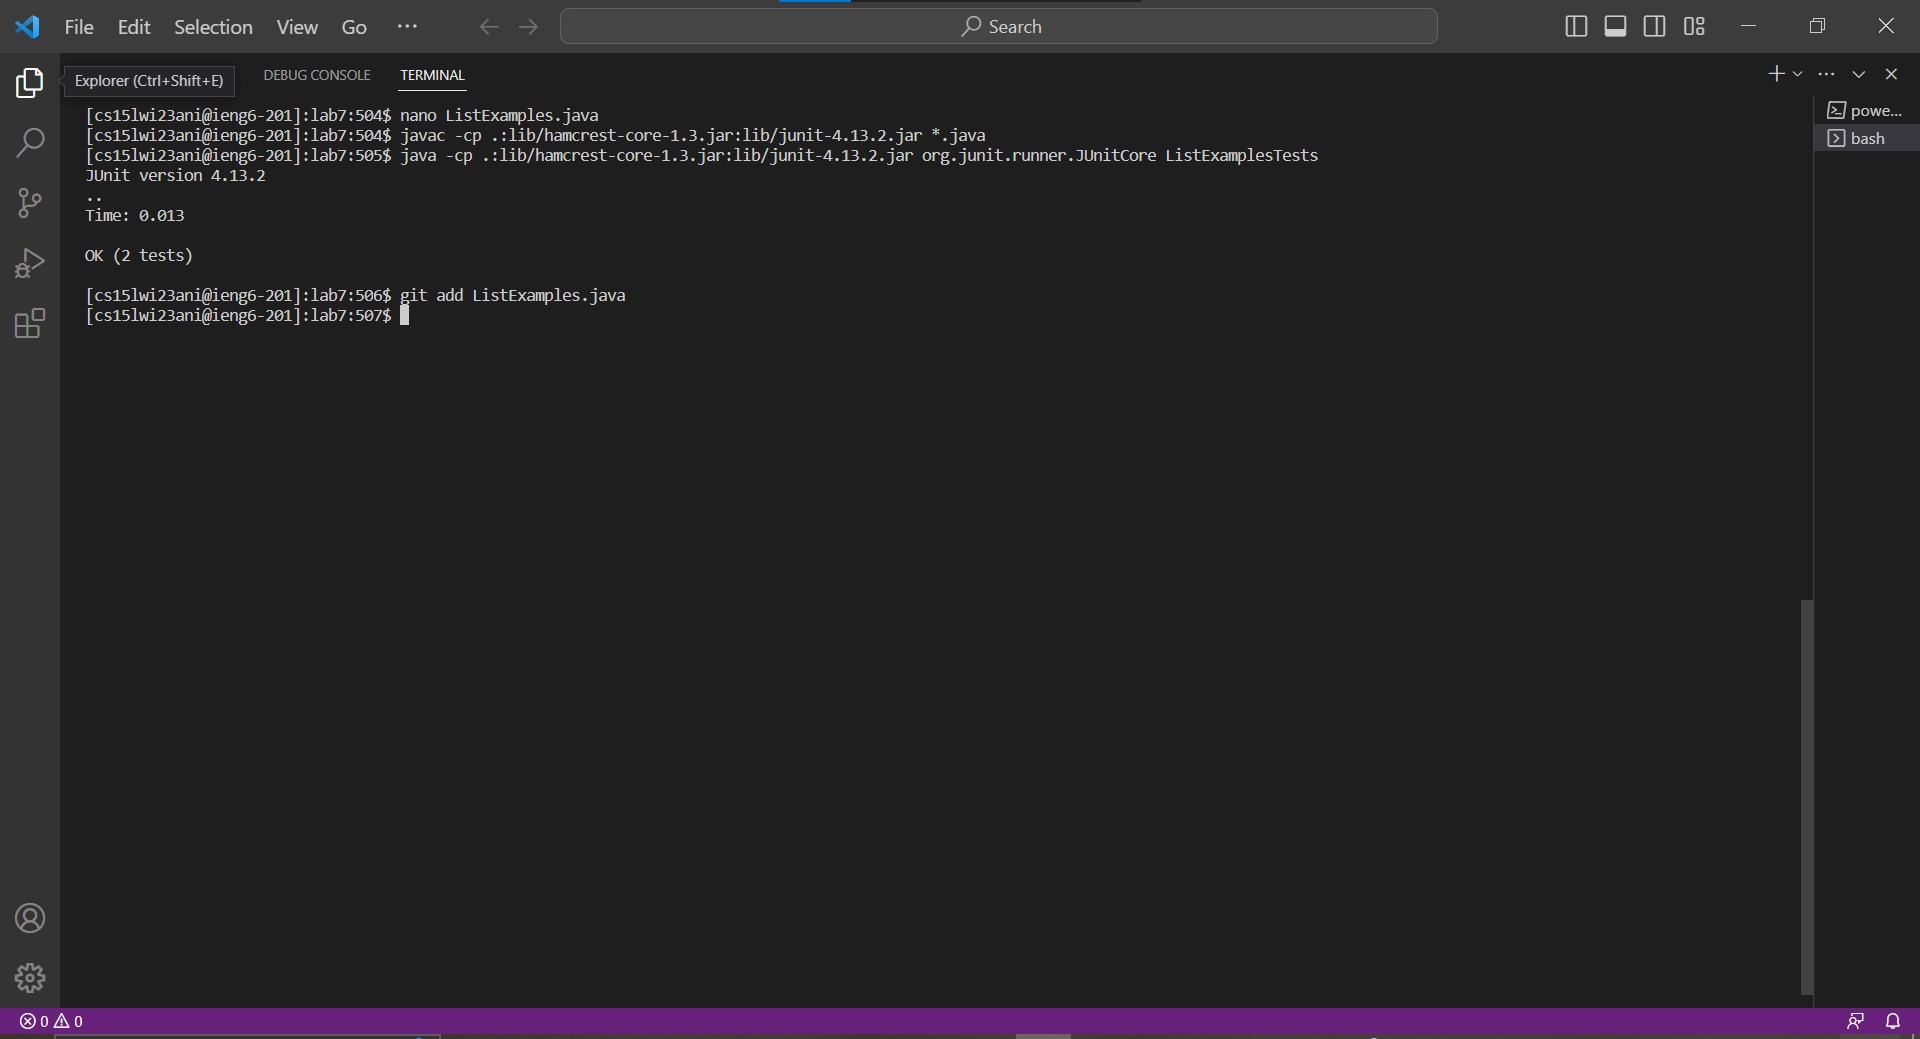 File Edit Selection View Go ··· Search
Explorer (Ctrl+Shift+E) DEBUG CONSOLE TERMINAL
[cs15lwi23ani@ieng6-201]:lab7:504$ nano ListExamples.java
[cs15lwi23ani@ieng6-201]:lab7:504$ javac -cp .:lib/hamcrest-core-1.3.jar:lib/junit-4.13.2.jar *.java
[cs15lwi23ani@ieng6-201]:lab7:505$ java -cp .:lib/hamcrest-core-1.3.jar:lib/junit-4.13.2.jar org.junit.runner.JUnitCore ListExamplesTests
JUnit version 4.13.2
..
Time: 0.013
OK (2 tests)
[cs15lwi23ani@ieng6-201]:lab7:506$ git add ListExamples.java
[cs15lwi23ani@ieng6-201]:lab7:507$
powe...
bash
0 0